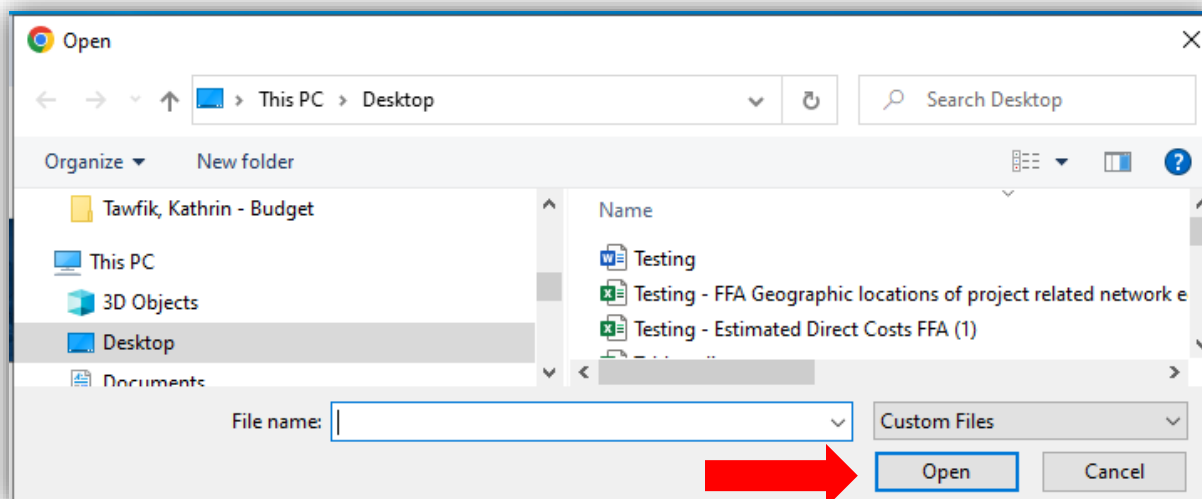 Open
This PC > Desktop
Search Desktop
Organize
New folder
Tawfik, Kathrin - Budget
This PC
3D Objects
Desktop
Documents
Name
Testing
Testing - FFA Geographic locations of project related network e
Testing - Estimated Direct Costs FFA (1)
File name:
Custom Files
Open
Cancel